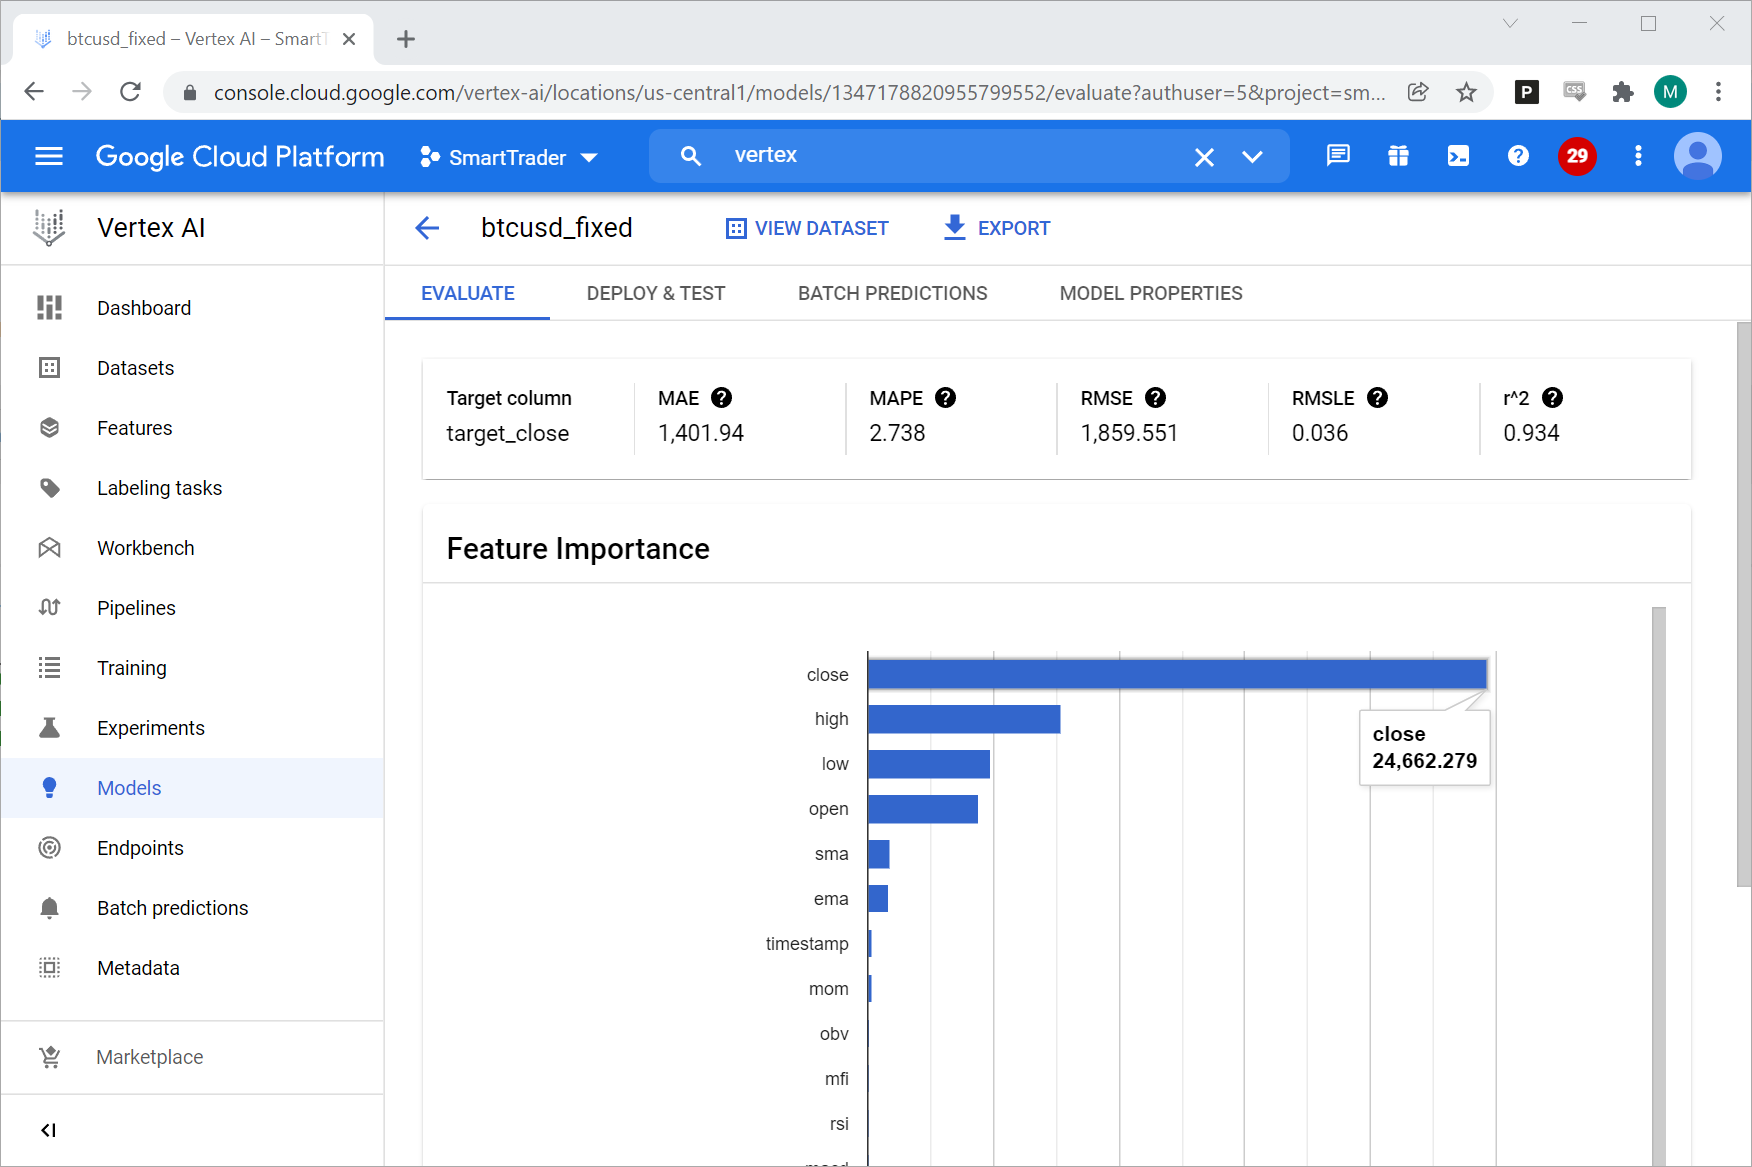 btcusd_fixed – Vertex AI – SmartT
console.cloud.google.com/vertex-ai/locations/us-central1/models/1347178820955799552/evaluate?authuser=5&project=sm...
P
CSS
M
Google Cloud Platform
SmartTrader
vertex
29
Vertex AI
btcusd_fixed
VIEW DATASET
EXPORT
EVALUATE
DEPLOY & TEST
BATCH PREDICTIONS
MODEL PROPERTIES
Dashboard
Datasets
Features
Labeling tasks
Workbench
Pipelines
Training
Experiments
Models
Endpoints
Batch predictions
Metadata
Marketplace
Target column
target_close
MAE
1,401.94
MAPE
2.738
RMSE
1,859.551
RMSLE
0.036
r^2
0.934
Feature Importance
close
high
low
open
sma
ema
timestamp
mom
obv
mfi
rsi
close
24,662.279